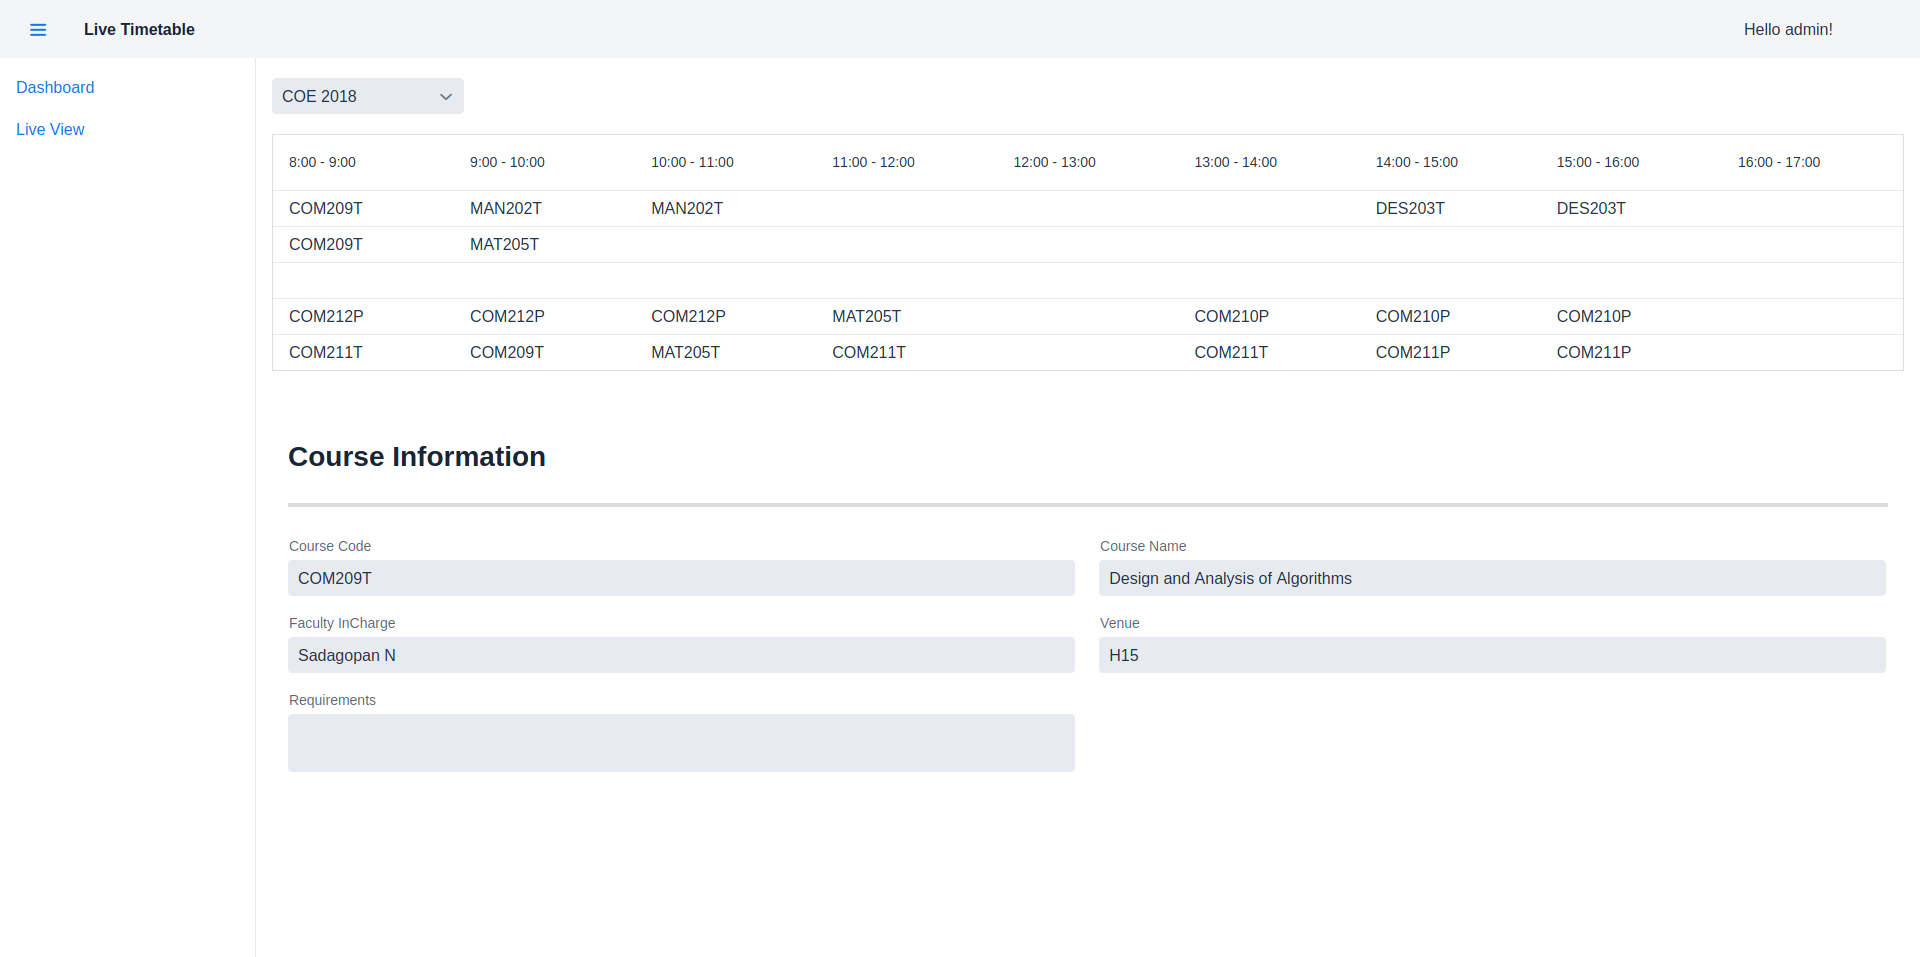 Live Timetable Hello admin!
Dashboard
Live View
COE 2018
8:00 - 9:00 9:00 - 10:00 10:00 - 11:00 11:00 - 12:00 12:00 - 13:00 13:00 - 14:00 14:00 - 15:00 15:00 - 16:00 16:00 - 17:00
COM209T MAN202T MAN202T DES203T DES203T
COM209T MAT205T
COM212P COM212P COM212P MAT205T COM210P COM210P COM210P
COM211T COM209T MAT205T COM211T COM211T COM211P COM211P
Course Information
Course Code Course Name
COM209T Design and Analysis of Algorithms
Faculty InCharge Venue
Sadagopan N H15
Requirements